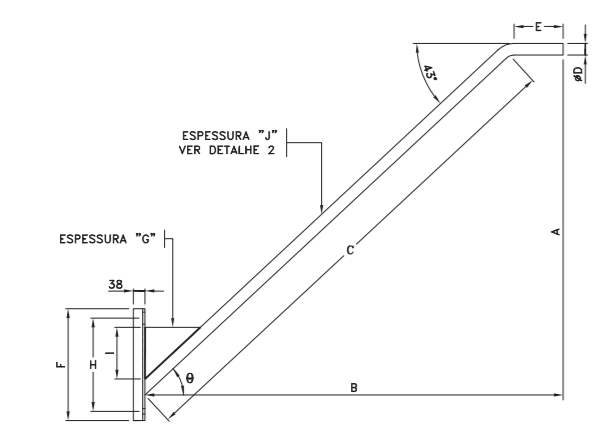 E
øD
43°
ESPESSURA "J"
VER DETALHE 2
A
C
ESPESSURA "G"
38
F
H
I
θ
B